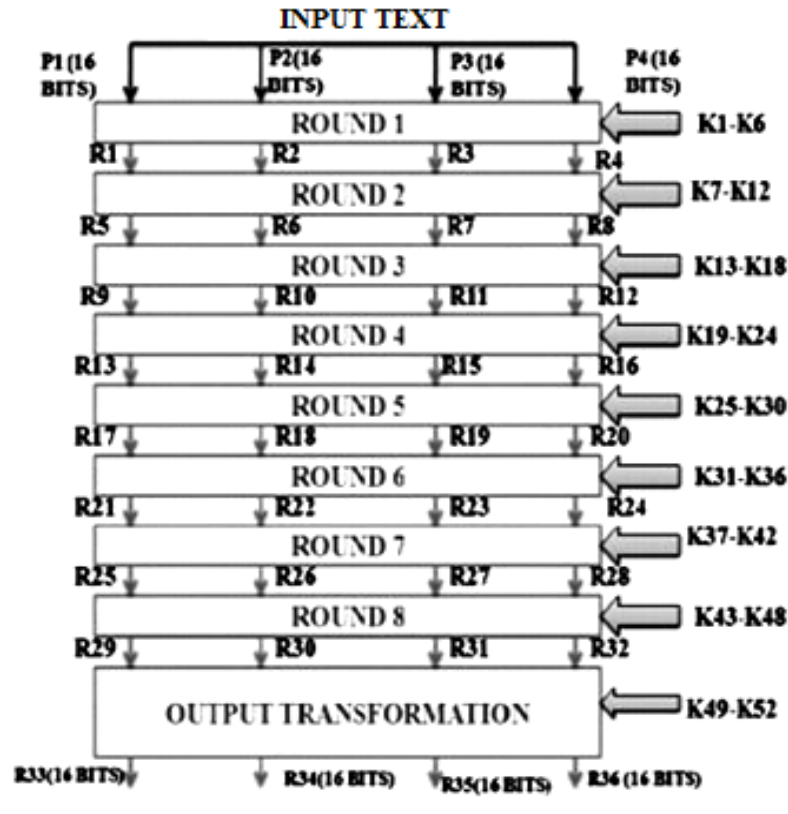 INPUT TEXT
P1(16 BITS)
P2(16 BITS)
P3(16 BITS)
P4(16 BITS)
ROUND 1
K1-K6
R1
R2
R3
R4
ROUND 2
K7-K12
R5
R6
R7
R8
ROUND 3
K13-K18
R9
R10
R11
R12
ROUND 4
K19-K24
R13
R14
R15
R16
ROUND 5
K25-K30
R17
R18
R19
R20
ROUND 6
K31-K36
R21
R22
R23
R24
ROUND 7
K37-K42
R25
R26
R27
R28
ROUND 8
K43-K48
R29
R30
R31
R32
OUTPUT TRANSFORMATION
K49-K52
R33(16 BITS)
R34(16 BITS)
R35(16 BITS)
R36 (16 BITS)